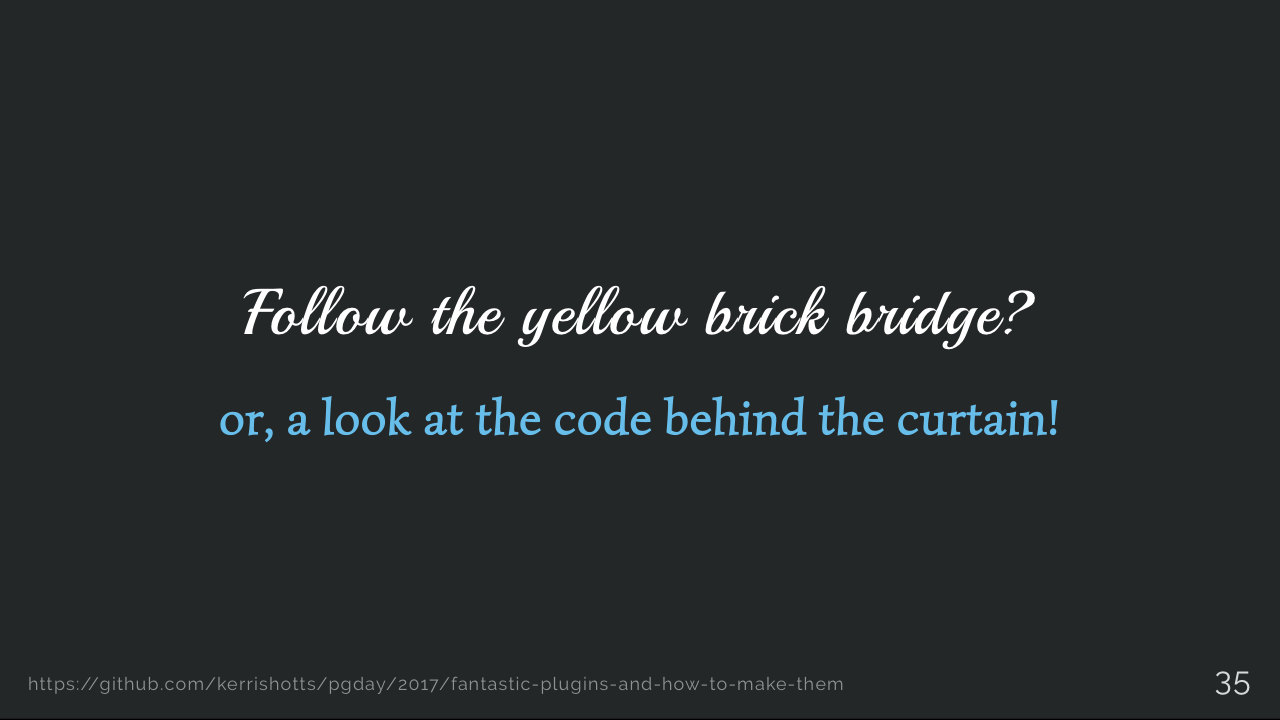 Follow the yellow brick bridge?
or, a look at the code behind the curtain!
https://github.com/kerrishotts/pgday/2017/fantastic-plugins-and-how-to-make-them
35